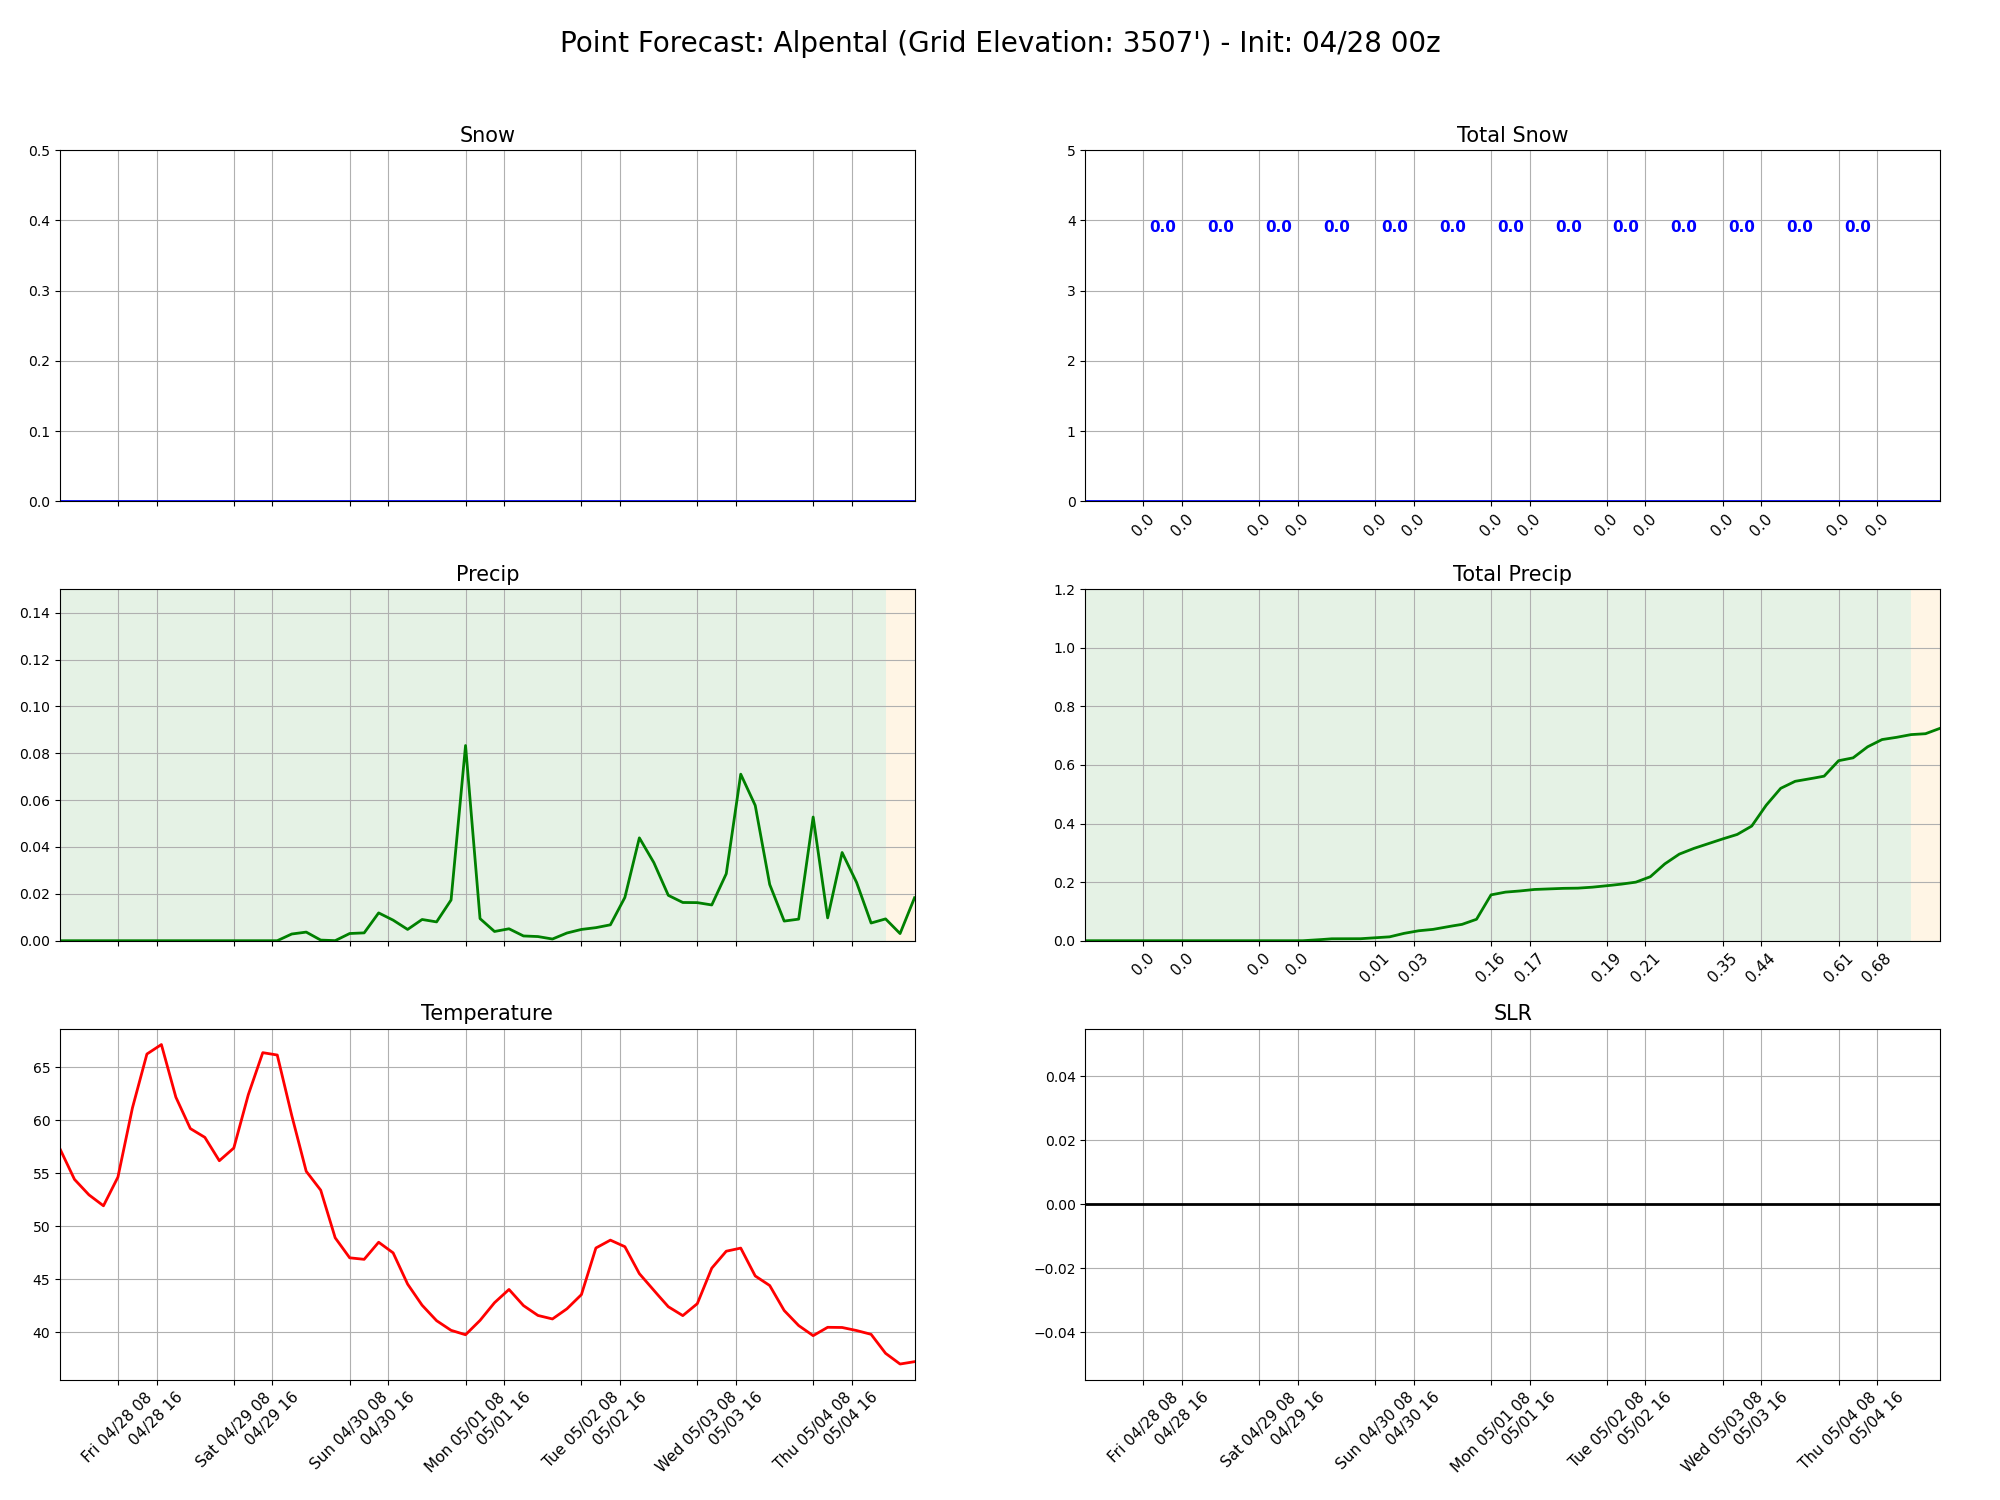 Point Forecast: Alpental (Grid Elevation: 3507') - Init: 04/28 00z
Snow
0.5
0.4
0.3
0.2
0.1
0.0
Total Snow
5
4
3
2
1
0
0.0 0.0 0.0 0.0 0.0 0.0 0.0 0.0 0.0 0.0 0.0 0.0 0.0
0.0 0.0 0.0 0.0 0.0 0.0 0.0 0.0 0.0 0.0 0.0 0.0 0.0 0.0
Precip
0.14
0.12
0.10
0.08
0.06
0.04
0.02
0.00
Total Precip
1.2
1.0
0.8
0.6
0.4
0.2
0.0
0.0 0.0 0.0 0.0 0.01 0.03 0.16 0.17 0.19 0.21 0.35 0.44 0.61 0.68
Temperature
65
60
55
50
45
40
Fri 04/28 08
04/28 16
Sat 04/29 08
04/29 16
Sun 04/30 08
04/30 16
Mon 05/01 08
05/01 16
Tue 05/02 08
05/02 16
Wed 05/03 08
05/03 16
Thu 05/04 08
05/04 16
SLR
0.04
0.02
0.00
−0.02
−0.04
Fri 04/28 08
04/28 16
Sat 04/29 08
04/29 16
Sun 04/30 08
04/30 16
Mon 05/01 08
05/01 16
Tue 05/02 08
05/02 16
Wed 05/03 08
05/03 16
Thu 05/04 08
05/04 16